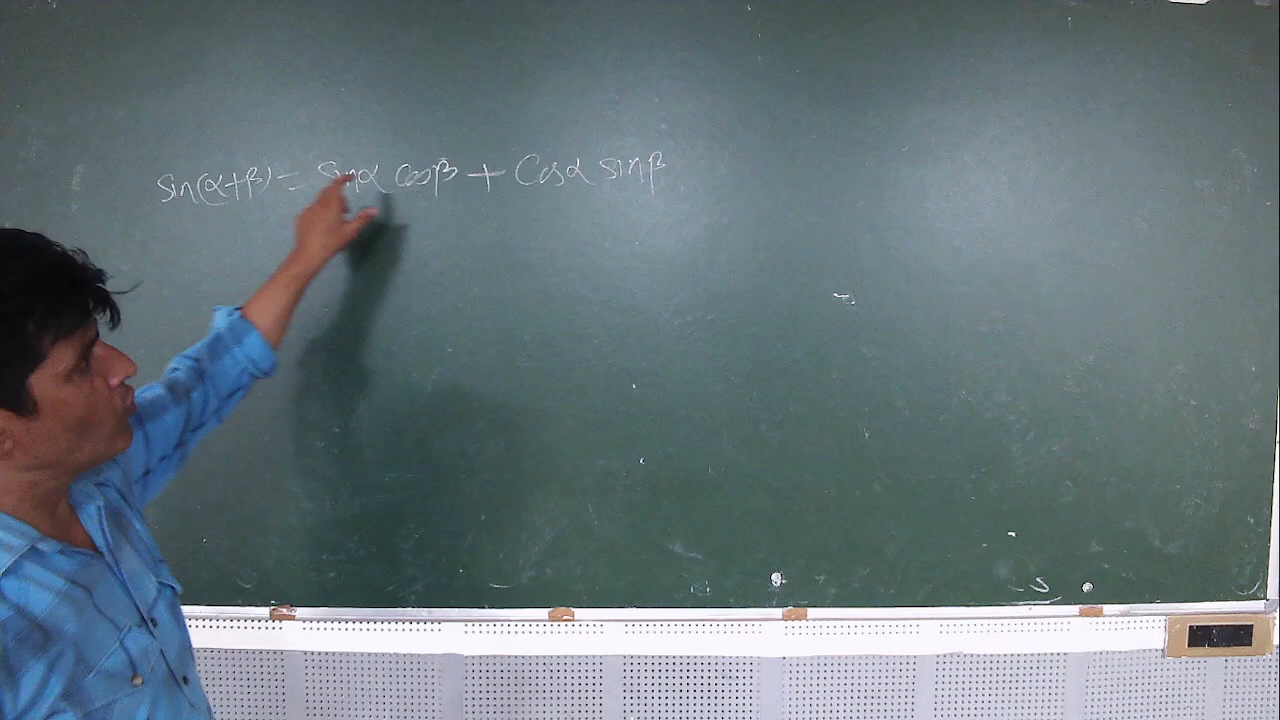 sin(α+β) = sinα cosβ + Cosα sinβ